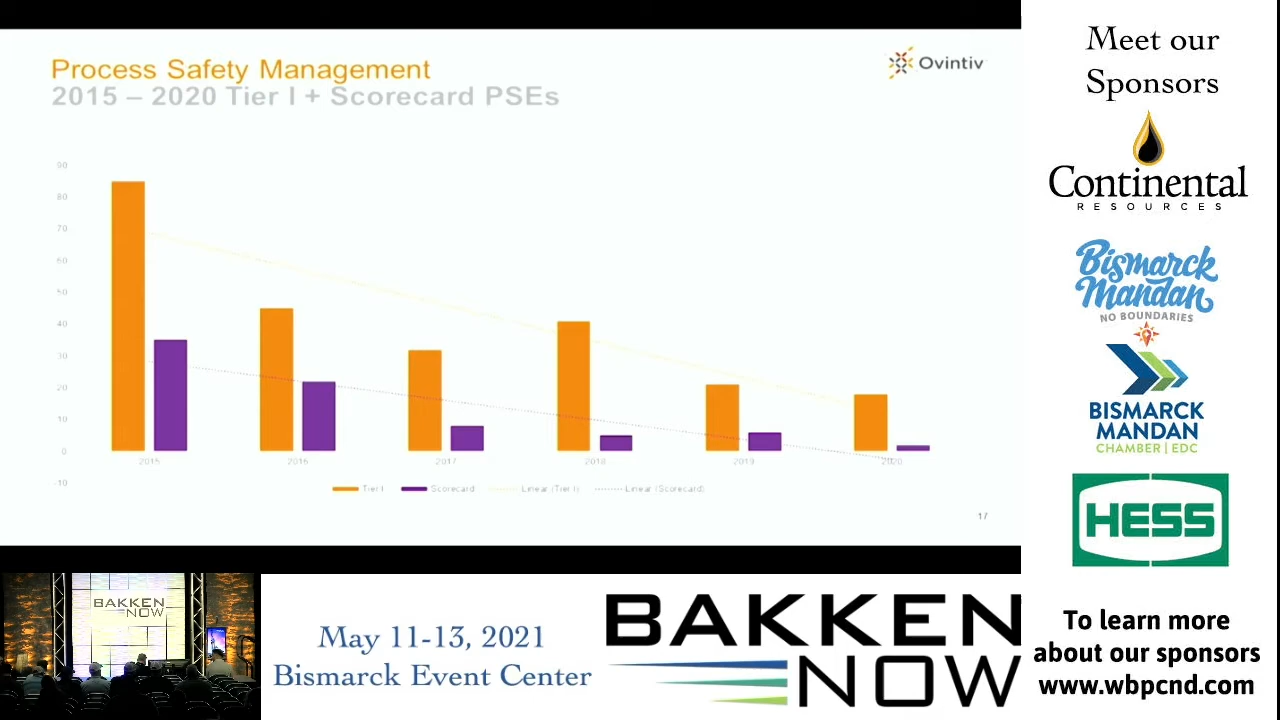 Process Safety Management
2015 – 2020 Tier I + Scorecard PSEs
Ovintiv
90
80
70
60
50
40
30
20
10
0
-10
2015 2016 2017 2018 2019 2020
Tier I Scorecard Linear (Tier I) Linear (Scorecard)
17
Meet our
Sponsors
Continental
RESOURCES
Bismarck
Mandan
NO BOUNDARIES
BISMARCK
MANDAN
CHAMBER | EDC
HESS
To learn more
about our sponsors
www.wbpcnd.com
BAKKEN
NOW
May 11-13, 2021
Bismarck Event Center
BAKKEN
NOW